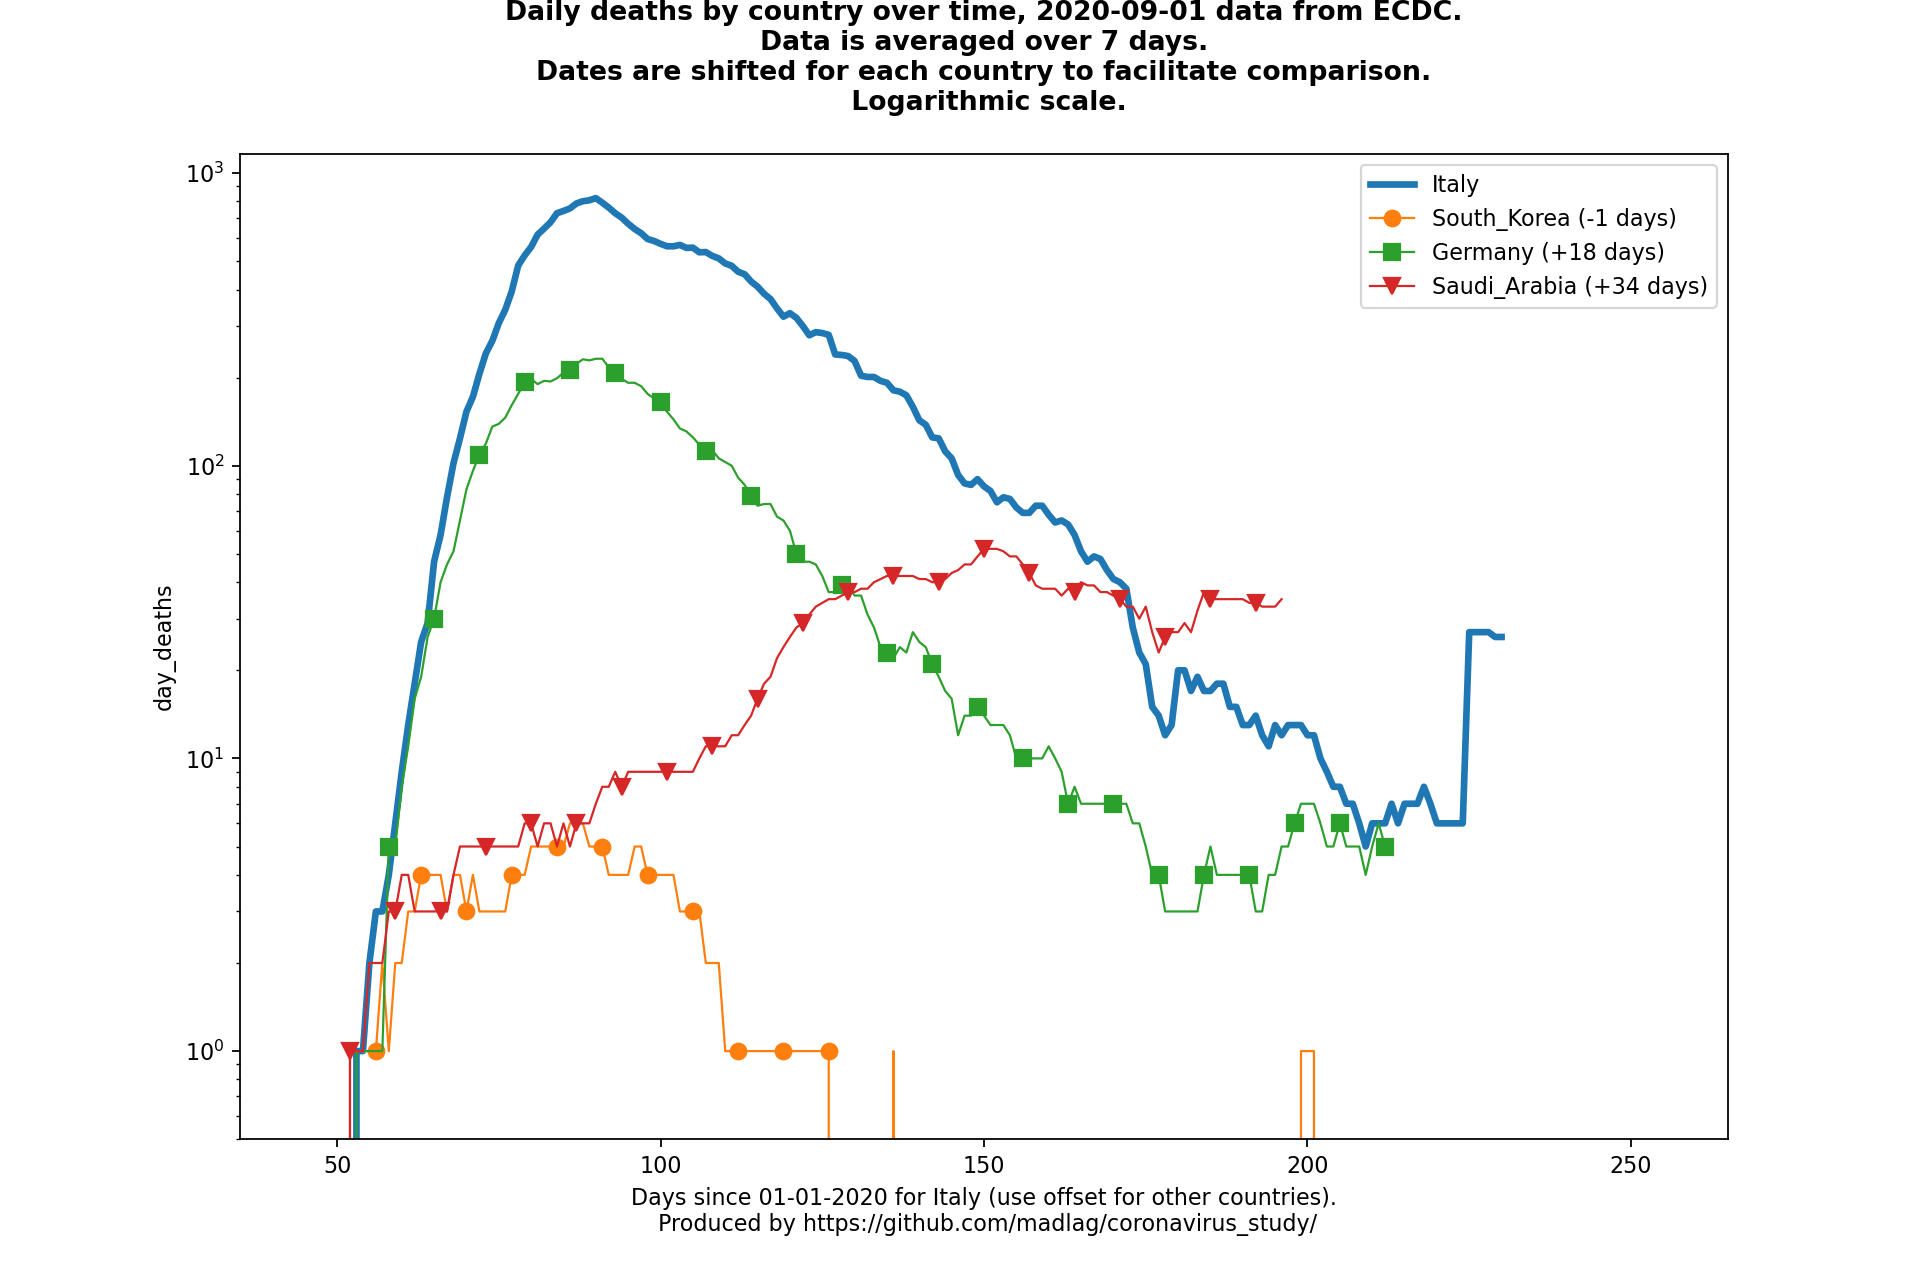 Daily deaths by country over time, 2020-09-01 data from ECDC.
Data is averaged over 7 days.
Dates are shifted for each country to facilitate comparison.
Logarithmic scale.
10³
10²
10¹
10⁰
day_deaths
Italy
South_Korea (-1 days)
Germany (+18 days)
Saudi_Arabia (+34 days)
50 100 150 200 250
Days since 01-01-2020 for Italy (use offset for other countries).
Produced by https://github.com/madlag/coronavirus_study/